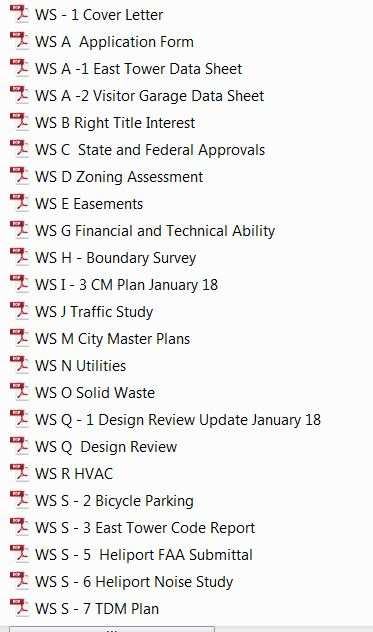 WS - 1 Cover Letter
WS A  Application Form
WS A -1 East Tower Data Sheet
WS A -2 Visitor Garage Data Sheet
WS B Right Title Interest
WS C  State and Federal Approvals
WS D Zoning Assessment
WS E Easements
WS G Financial and Technical Ability
WS H - Boundary Survey
WS I - 3 CM Plan January 18
WS J Traffic Study
WS M City Master Plans
WS N Utilities
WS O Solid Waste
WS Q - 1 Design Review Update January 18
WS Q  Design Review
WS R HVAC
WS S - 2 Bicycle Parking
WS S - 3 East Tower Code Report
WS S - 5  Heliport FAA Submittal
WS S - 6 Heliport Noise Study
WS S - 7 TDM Plan